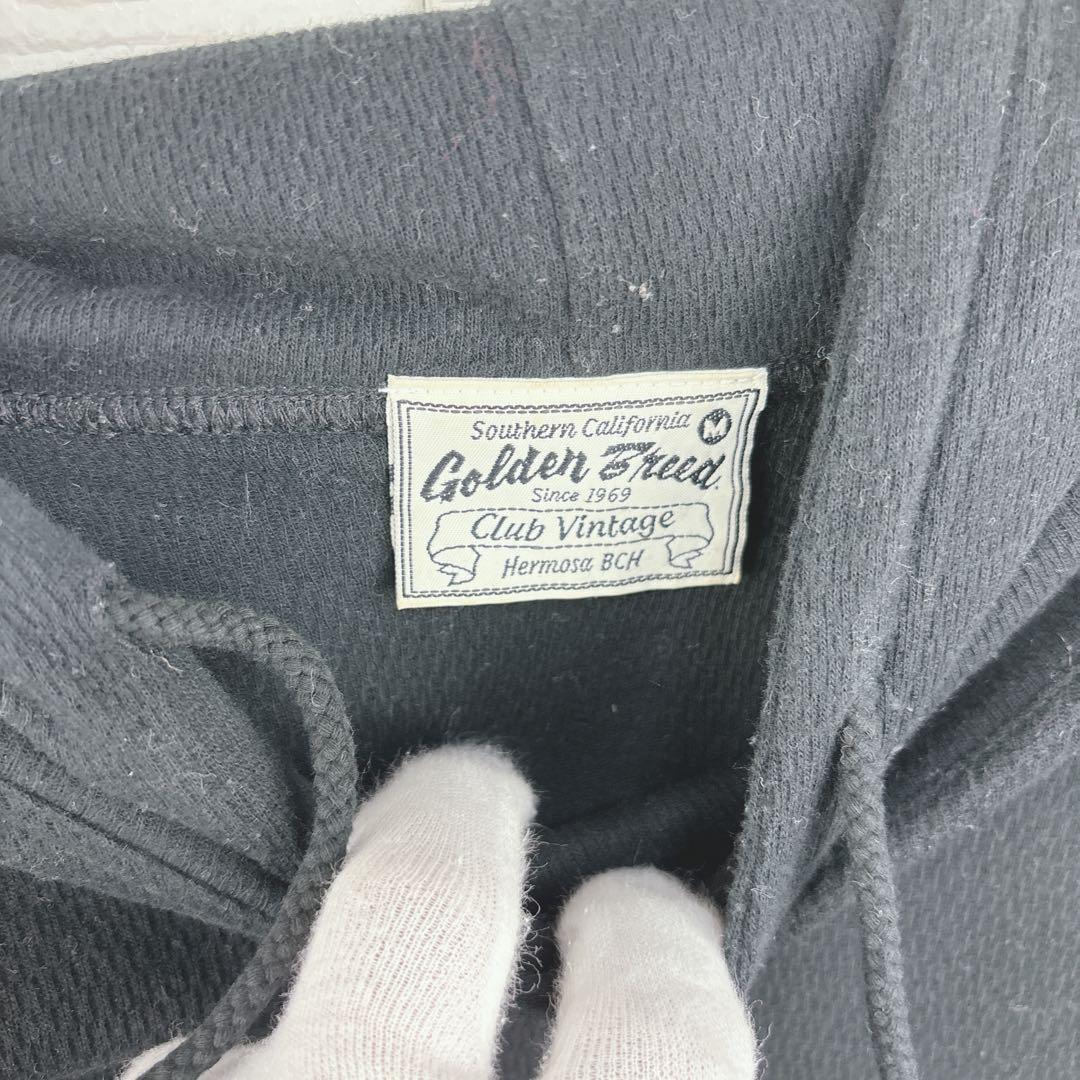 Southern California M
Golden Breed
Since 1969
Club Vintage
Hermosa BCH